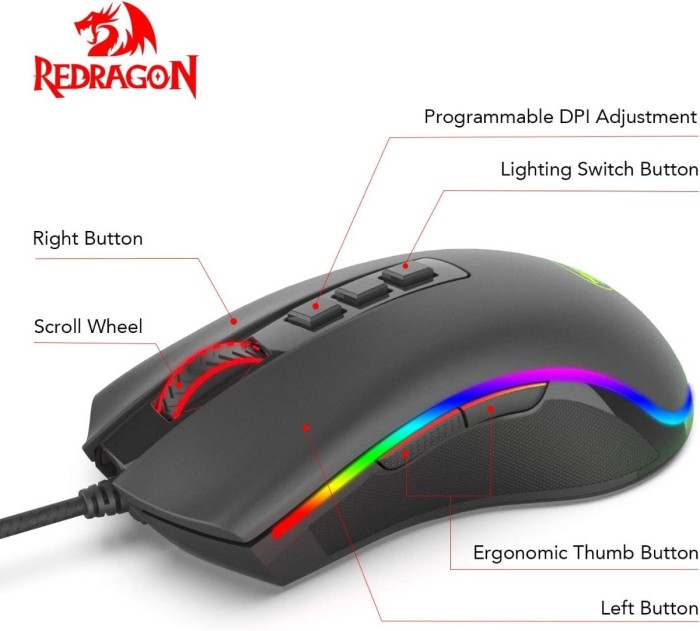 REDRAGON
Programmable DPI Adjustment
Lighting Switch Button
Right Button
Scroll Wheel
Ergonomic Thumb Button
Left Button